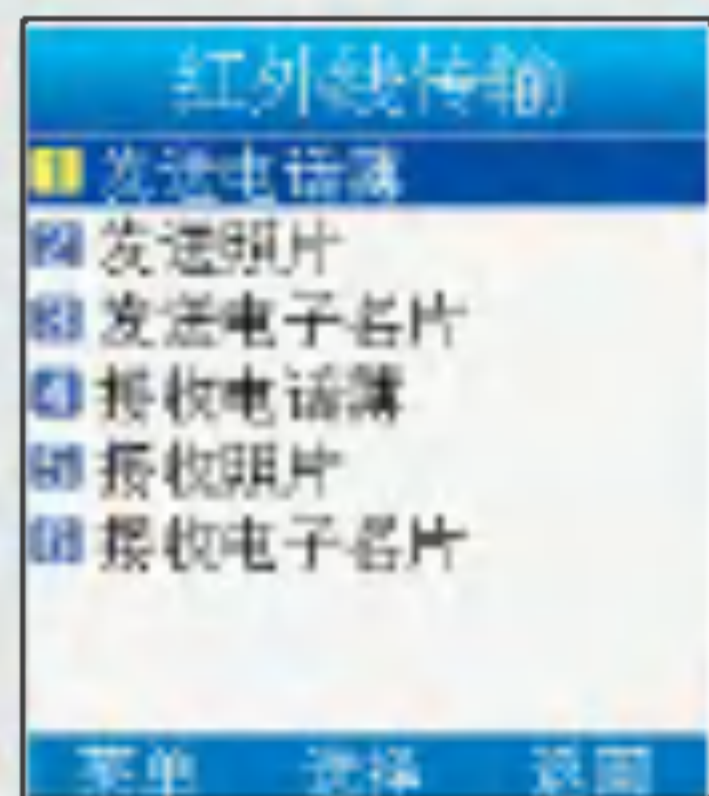 红外线传输
1 发送电话簿
2 发送照片
3 发送电子名片
4 接收电话簿
5 接收照片
6 接收电子名片
菜单 选择 返回